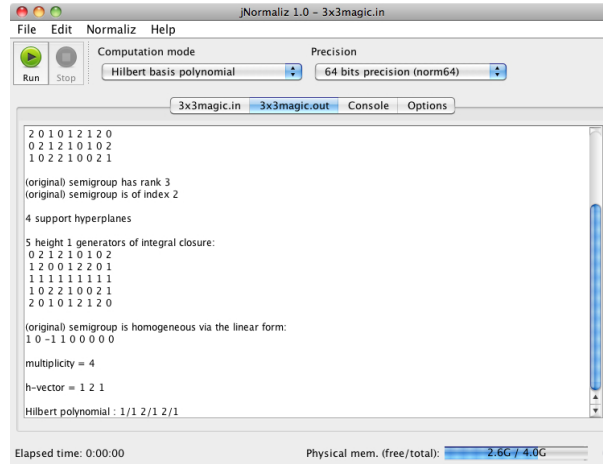 jNormaliz 1.0 – 3x3magic.in
File Edit Normaliz Help
Computation mode Precision
Run Stop Hilbert basis polynomial 64 bits precision (norm64)
3x3magic.in 3x3magic.out Console Options
2 0 1 0 1 2 1 2 0
0 2 1 2 1 0 1 0 2
1 0 2 2 1 0 0 2 1
(original) semigroup has rank 3
(original) semigroup is of index 2
4 support hyperplanes
5 height 1 generators of integral closure:
0 2 1 2 1 0 1 0 2
1 2 0 0 1 2 2 0 1
1 1 1 1 1 1 1 1 1
1 0 2 2 1 0 0 2 1
2 0 1 0 1 2 1 2 0
(original) semigroup is homogeneous via the linear form:
1 0 -1 1 0 0 0 0 0
multiplicity = 4
h-vector = 1 2 1
Hilbert polynomial : 1/1 2/1 2/1
Elapsed time: 0:00:00 Physical mem. (free/total): 2.6G / 4.0G